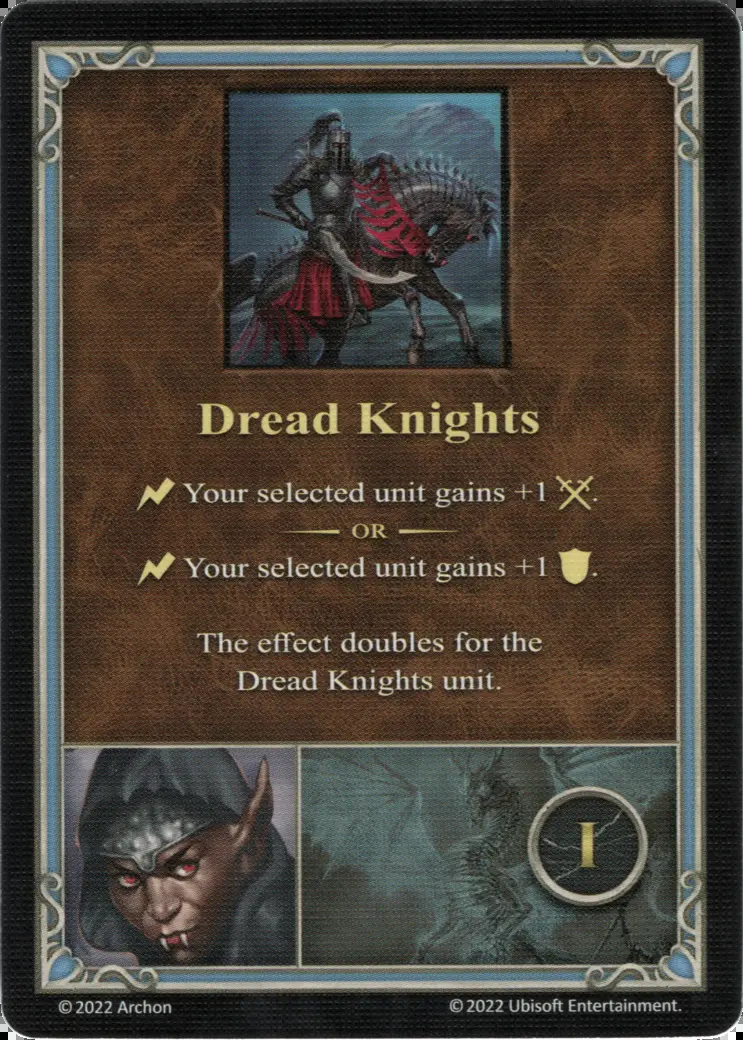 Dread Knights
Your selected unit gains +1
OR
Your selected unit gains +1
The effect doubles for the
Dread Knights unit.
I
© 2022 Archon
© 2022 Ubisoft Entertainment.